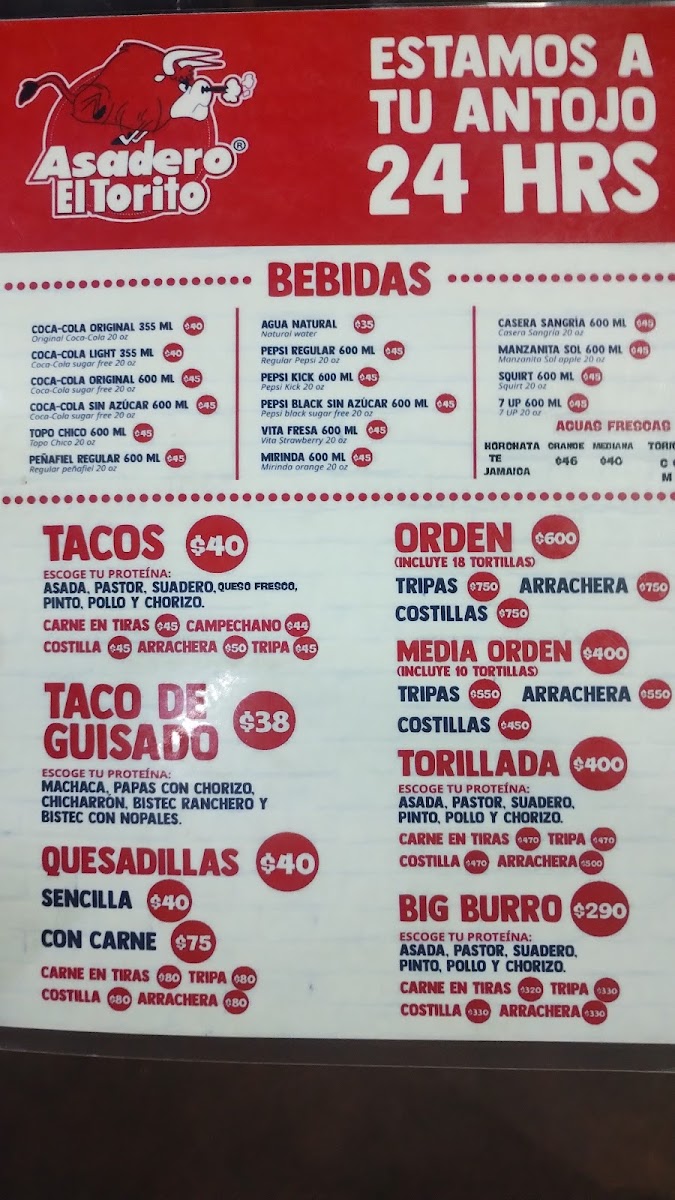 Asadero®
El Torito
ESTAMOS A
TU ANTOJO
24 HRS
BEBIDAS
COCA-COLA ORIGINAL 355 ML $40
Original Coca-Cola 20 oz
COCA-COLA LIGHT 355 ML $40
Coca-Cola sugar free 20 oz
COCA-COLA ORIGINAL 600 ML $45
Coca-Cola sugar free 20 oz
COCA-COLA SIN AZÚCAR 600 ML $45
Coca-Cola sugar free 20 oz
TOPO CHICO 600 ML $45
Topo Chico 20 oz
PEÑAFIEL REGULAR 600 ML $45
Regular peñafiel 20 oz
AGUA NATURAL $35
Natural water
PEPSI REGULAR 600 ML $45
Regular Pepsi 20 oz
PEPSI KICK 600 ML $45
Pepsi Kick 20 oz
PEPSI BLACK SIN AZÚCAR 600 ML $45
Pepsi black sugar free 20 oz
VITA FRESA 600 ML $45
Vita Strawberry 20 oz
MIRINDA 600 ML $45
Mirinda orange 20 oz
CASERA SANGRÍA 600 ML $45
Casera Sangría 20 oz
MANZANITA SOL 600 ML $45
Manzanita Sol apple 20 oz
SQUIRT 600 ML $45
Squirt 20 oz
7 UP 600 ML $45
7 UP 20 oz
AGUAS FRESCAS
HORCHATA GRANDE MEDIANA
TE $46 $40
JAMAICA
TACOS $40
ESCOGE TU PROTEÍNA:
ASADA, PASTOR, SUADERO, QUESO FRESCO,
PINTO, POLLO Y CHORIZO.
CARNE EN TIRAS $45 CAMPECHANO $44
COSTILLA $45 ARRACHERA $50 TRIPA $45
TACO DE
GUISADO $38
ESCOGE TU PROTEÍNA:
MACHACA, PAPAS CON CHORIZO,
CHICHARRÓN, BISTEC RANCHERO Y
BISTEC CON NOPALES.
QUESADILLAS $40
SENCILLA $40
CON CARNE $75
CARNE EN TIRAS $80 TRIPA $80
COSTILLA $80 ARRACHERA $80
ORDEN $600
(INCLUYE 18 TORTILLAS)
TRIPAS $750 ARRACHERA $750
COSTILLAS $750
MEDIA ORDEN $400
(INCLUYE 10 TORTILLAS)
TRIPAS $550 ARRACHERA $550
COSTILLAS $450
TORILLADA $400
ESCOGE TU PROTEÍNA:
ASADA, PASTOR, SUADERO,
PINTO, POLLO Y CHORIZO.
CARNE EN TIRAS $470 TRIPA $470
COSTILLA $470 ARRACHERA $500
BIG BURRO $290
ESCOGE TU PROTEÍNA:
ASADA, PASTOR, SUADERO,
PINTO, POLLO Y CHORIZO.
CARNE EN TIRAS $320 TRIPA $330
COSTILLA $330 ARRACHERA $330